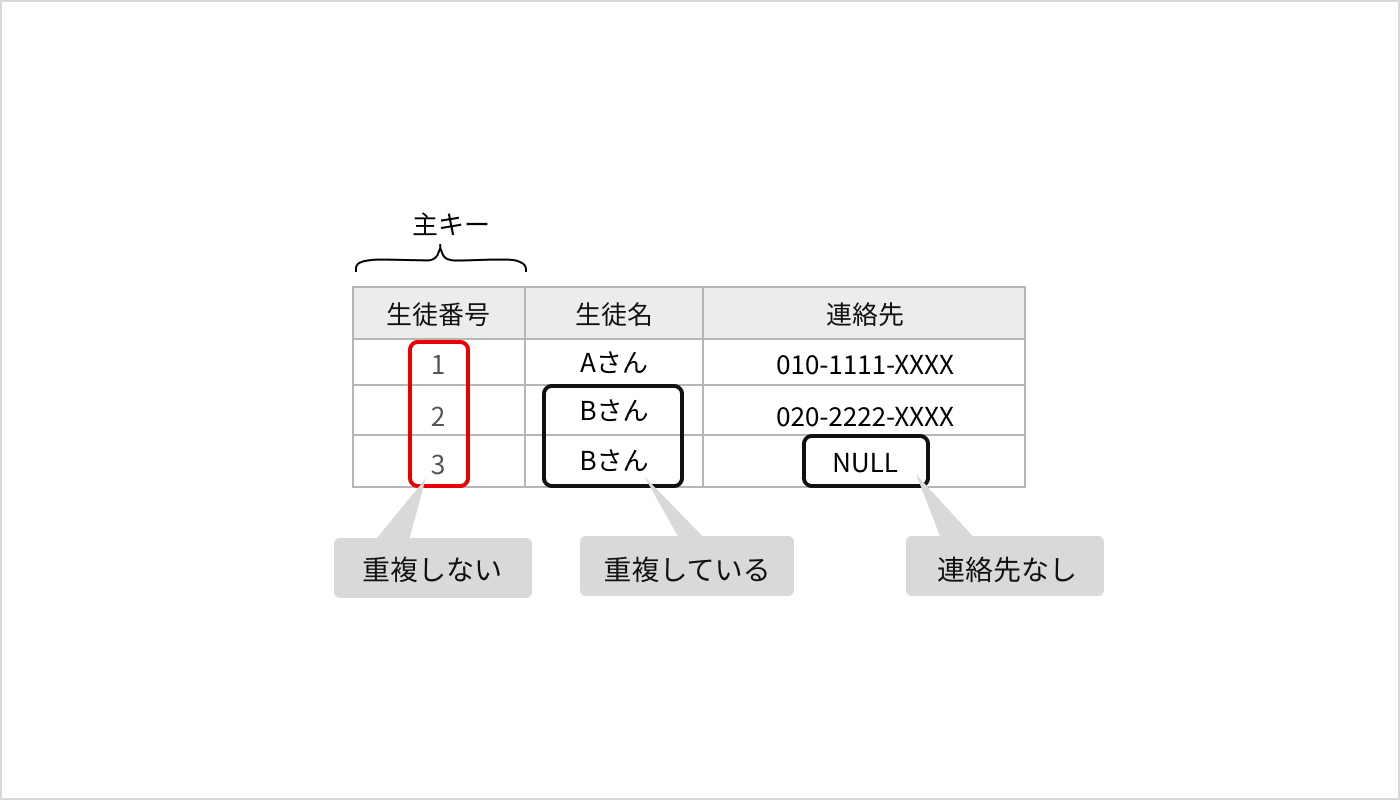 主キー
生徒番号 生徒名 連絡先
1 Aさん 010-1111-XXXX
2 Bさん 020-2222-XXXX
3 Bさん NULL
重複しない 重複している 連絡先なし